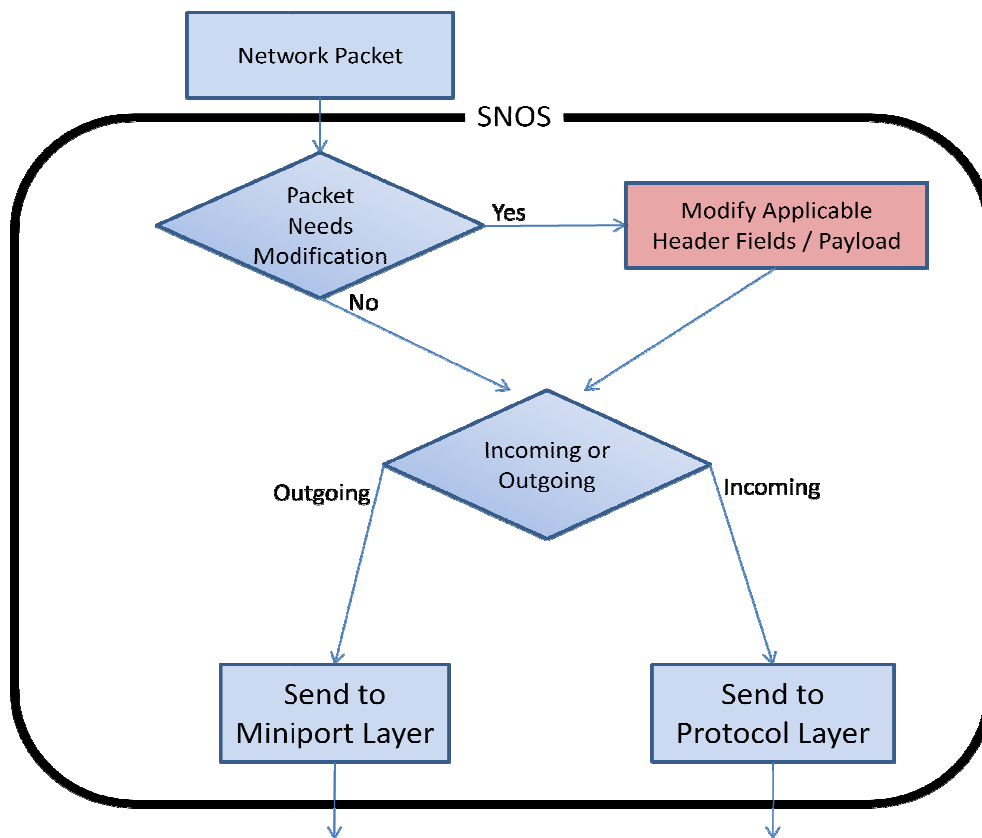 Network Packet
SNOS
Packet
Needs
Modification
Yes
Modify Applicable
Header Fields / Payload
No
Incoming or
Outgoing
Outgoing
Incoming
Send to
Miniport Layer
Send to
Protocol Layer